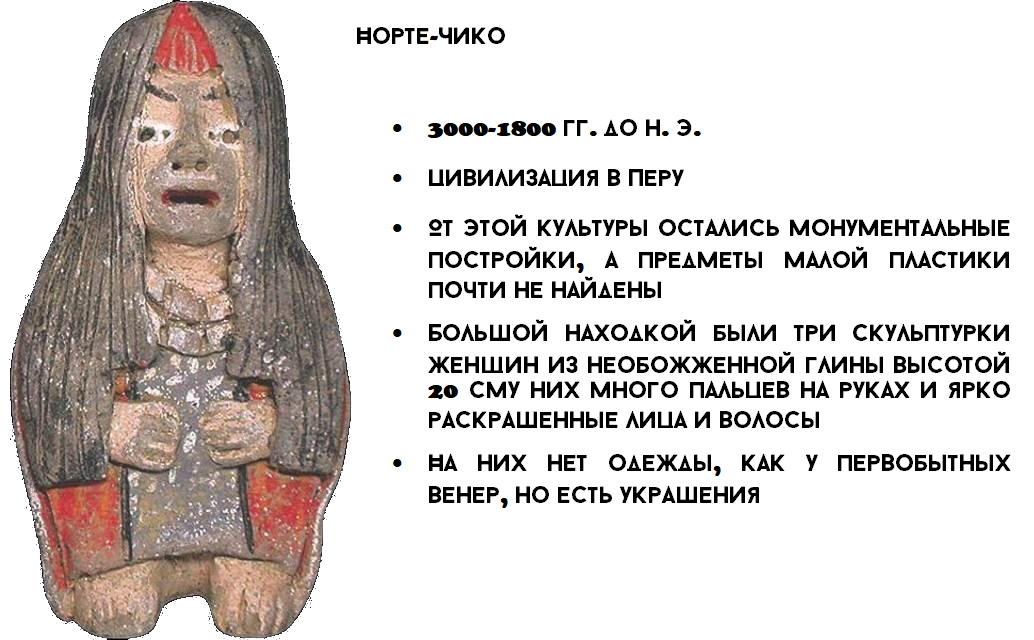 НОРТЕ-ЧИКО
• 3000-1800 ГГ. ДО Н. Э.
• ЦИВИЛИЗАЦИЯ В ПЕРУ
• ОТ ЭТОЙ КУЛЬТУРЫ ОСТАЛИСЬ МОНУМЕНТАЛЬНЫЕ
ПОСТРОЙКИ, А ПРЕДМЕТЫ МАЛОЙ ПЛАСТИКИ
ПОЧТИ НЕ НАЙДЕНЫ
• БОЛЬШОЙ НАХОДКОЙ БЫЛИ ТРИ СКУЛЬПТУРКИ
ЖЕНЩИН ИЗ НЕОБОЖЖЕННОЙ ГЛИНЫ ВЫСОТОЙ
20 СМУ НИХ МНОГО ПАЛЬЦЕВ НА РУКАХ И ЯРКО
РАСКРАШЕННЫЕ ЛИЦА И ВОЛОСЫ
• НА НИХ НЕТ ОДЕЖДЫ, КАК У ПЕРВОБЫТНЫХ
ВЕНЕР, НО ЕСТЬ УКРАШЕНИЯ